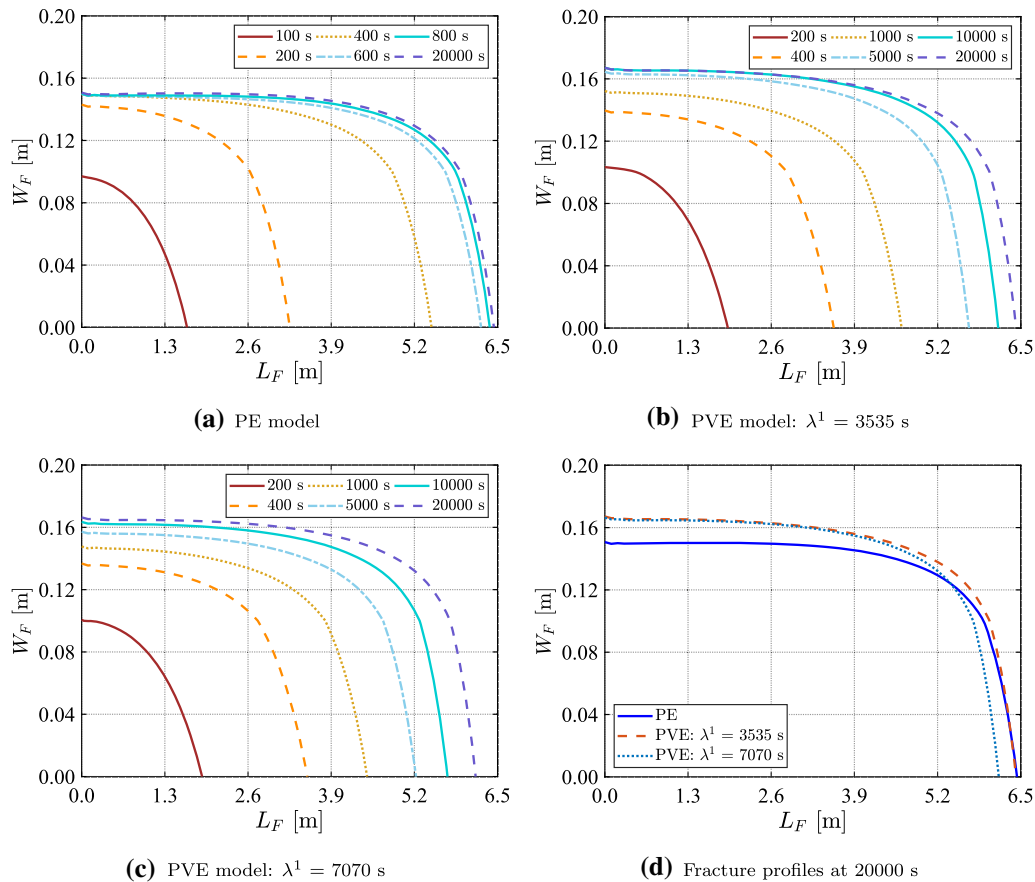 0.20
0.16
0.12
0.08
0.04
0.00
W_F [m]
100 s 400 s 800 s
200 s 600 s 20000 s
0.0 1.3 2.6 3.9 5.2 6.5
L_F [m]
(a) PE model
0.20
0.16
0.12
0.08
0.04
0.00
W_F [m]
200 s 1000 s 10000 s
400 s 5000 s 20000 s
0.0 1.3 2.6 3.9 5.2 6.5
L_F [m]
(b) PVE model: λ¹ = 3535 s
0.20
0.16
0.12
0.08
0.04
0.00
W_F [m]
200 s 1000 s 10000 s
400 s 5000 s 20000 s
0.0 1.3 2.6 3.9 5.2 6.5
L_F [m]
(c) PVE model: λ¹ = 7070 s
0.20
0.16
0.12
0.08
0.04
0.00
W_F [m]
PE
PVE: λ¹ = 3535 s
PVE: λ¹ = 7070 s
0.0 1.3 2.6 3.9 5.2 6.5
L_F [m]
(d) Fracture profiles at 20000 s